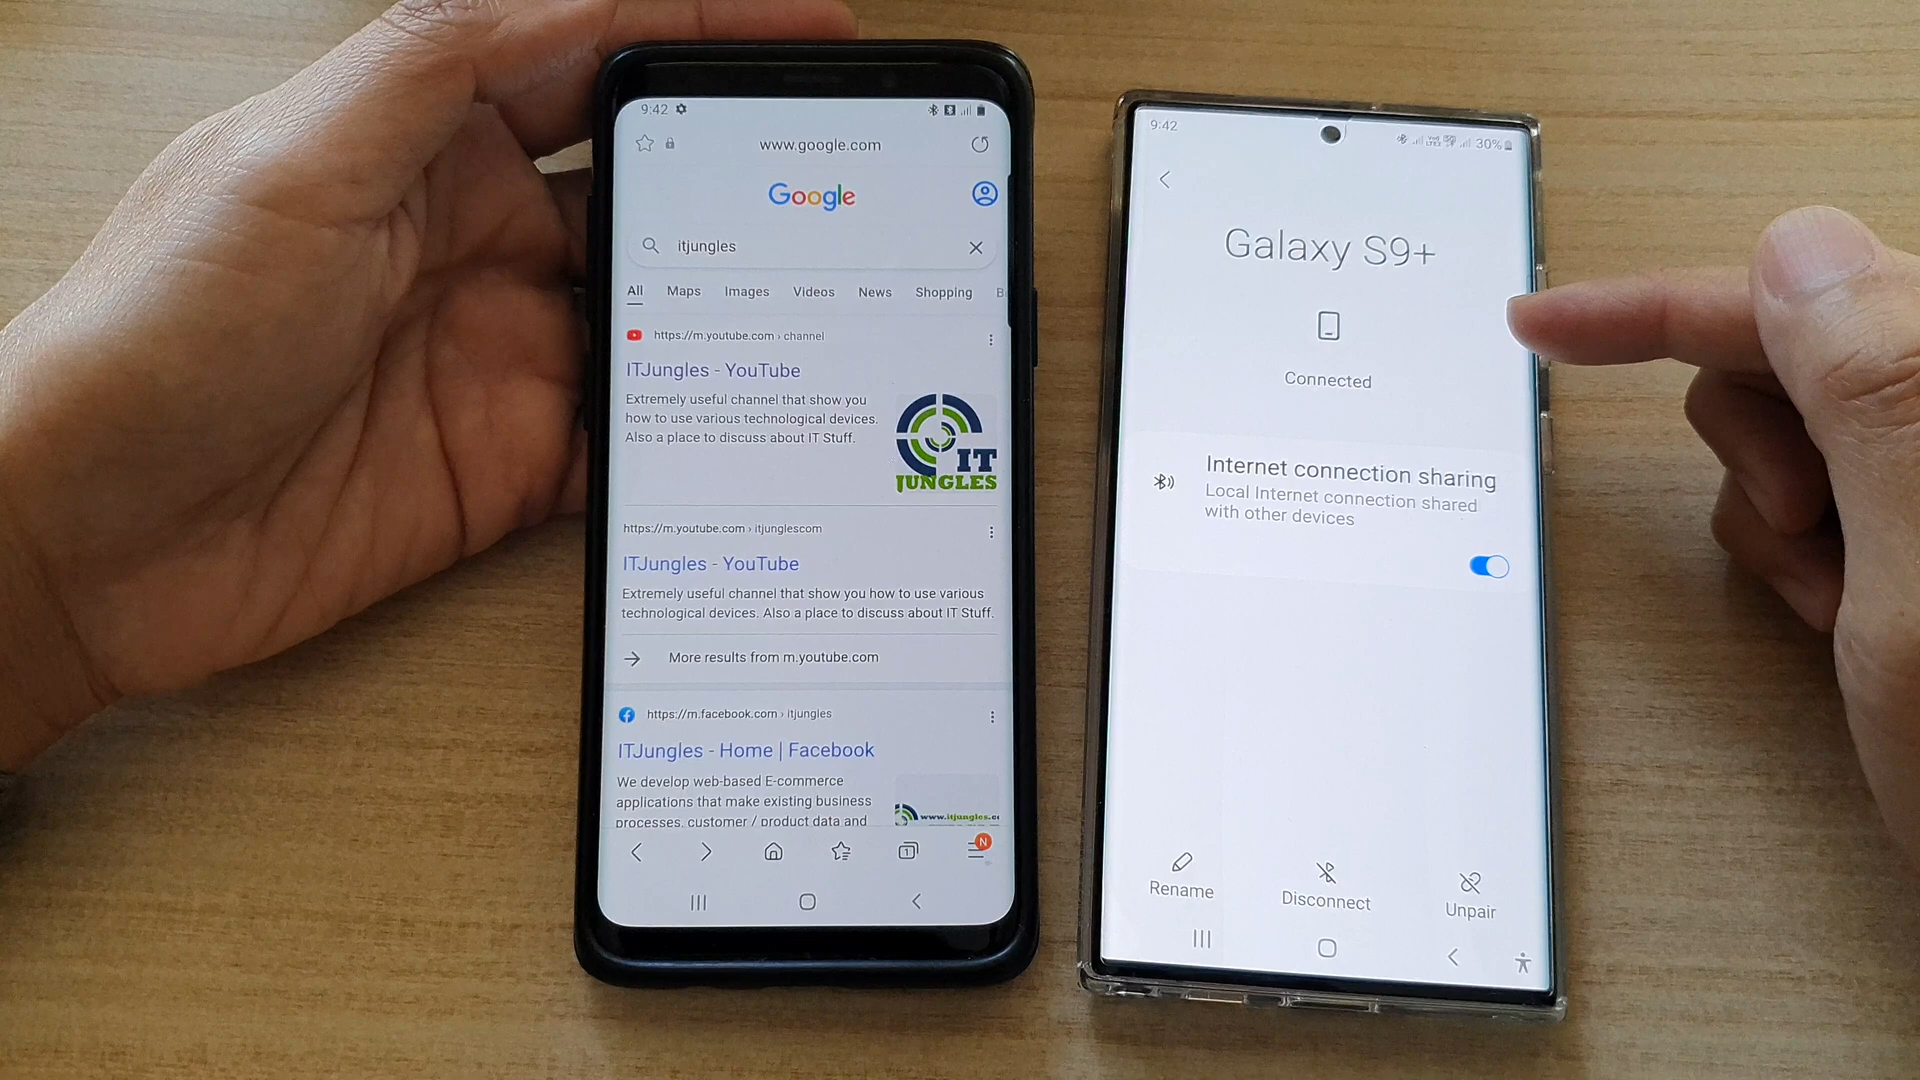 9:42
www.google.com
Google
itjungles
All Maps Images Videos News Shopping B
https://m.youtube.com › channel
ITJungles - YouTube
Extremely useful channel that show you
how to use various technological devices.
Also a place to discuss about IT Stuff.
IT
JUNGLES
https://m.youtube.com › itjunglescom
ITJungles - YouTube
Extremely useful channel that show you how to use various
technological devices. Also a place to discuss about IT Stuff.
More results from m.youtube.com
https://m.facebook.com › itjungles
ITJungles - Home | Facebook
We develop web-based E-commerce
applications that make existing business
processes, customer / product data and
www.itjungles.c
1
N
9:42
30%
Galaxy S9+
Connected
Internet connection sharing
Local Internet connection shared
with other devices
Rename
Disconnect
Unpair